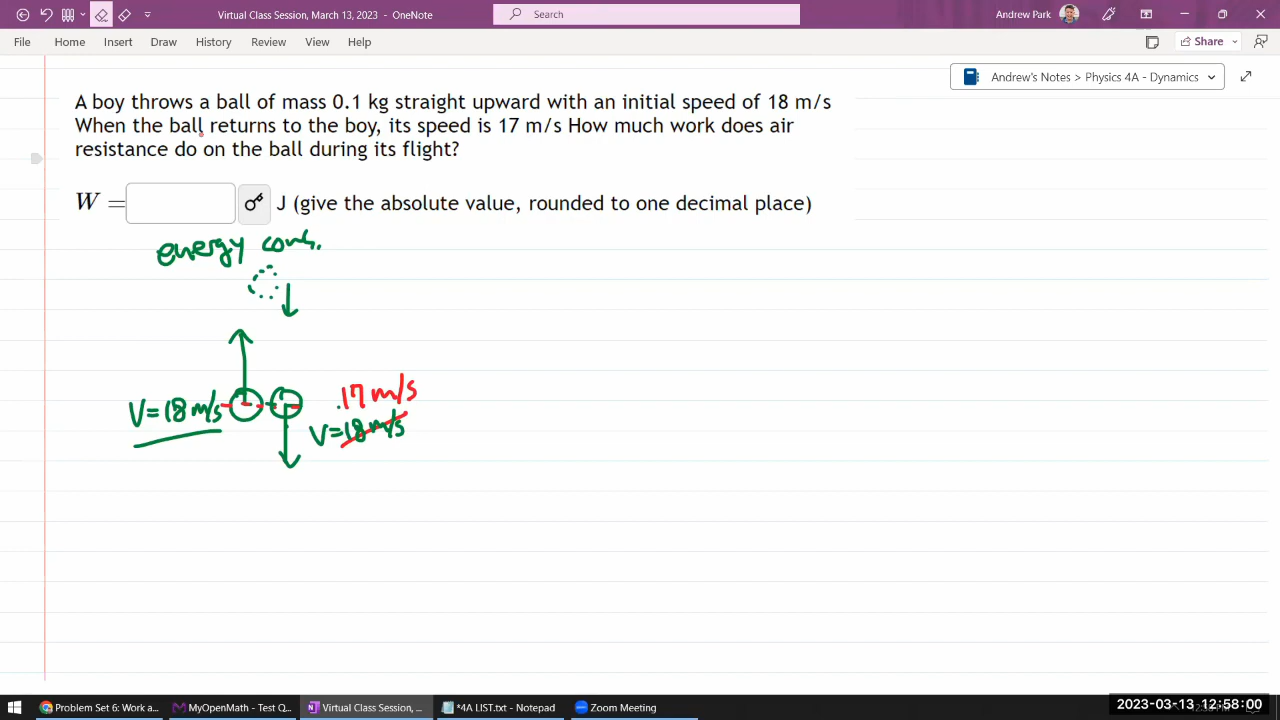 Virtual Class Session, March 13, 2023 - OneNote
Search
Andrew Park
File Home Insert Draw History Review View Help
Share
Andrew's Notes > Physics 4A - Dynamics
A boy throws a ball of mass 0.1 kg straight upward with an initial speed of 18 m/s
When the ball returns to the boy, its speed is 17 m/s How much work does air
resistance do on the ball during its flight?
W = J (give the absolute value, rounded to one decimal place)
energy cons.
17 m/s
V=18 m/s
V=18 m/s
Problem Set 6: Work a...
MyOpenMath - Test Q...
Virtual Class Session, ...
*4A LIST.txt - Notepad
Zoom Meeting
2023-03-13 12:58:00